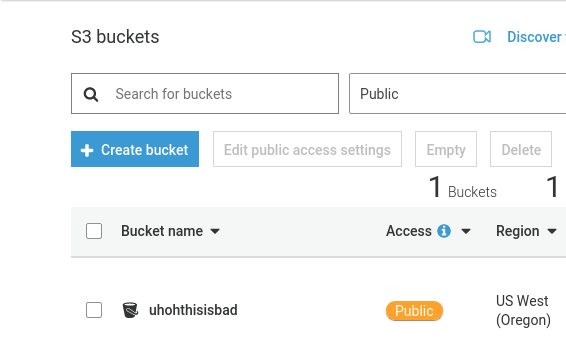 S3 buckets
Discover
Search for buckets
Public
Create bucket
Edit public access settings
Empty
Delete
1 Buckets
1
Bucket name
Access
Region
uhohthisisbad
Public
US West
(Oregon)